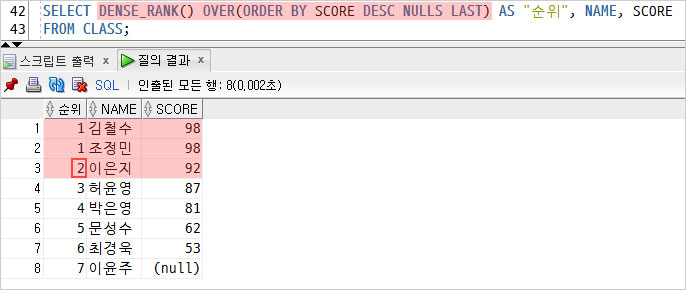 42 SELECT DENSE_RANK() OVER(ORDER BY SCORE DESC NULLS LAST) AS "순위", NAME, SCORE
43 FROM CLASS;
스크립트 출력 x 질의 결과 x
SQL | 인출된 모든 행: 8(0,002초)
순위 NAME SCORE
1 1 김철수 98
2 1 조정민 98
3 2 이은지 92
4 3 허윤영 87
5 4 박은영 81
6 5 문성수 62
7 6 최경욱 53
8 7 이윤주 (null)